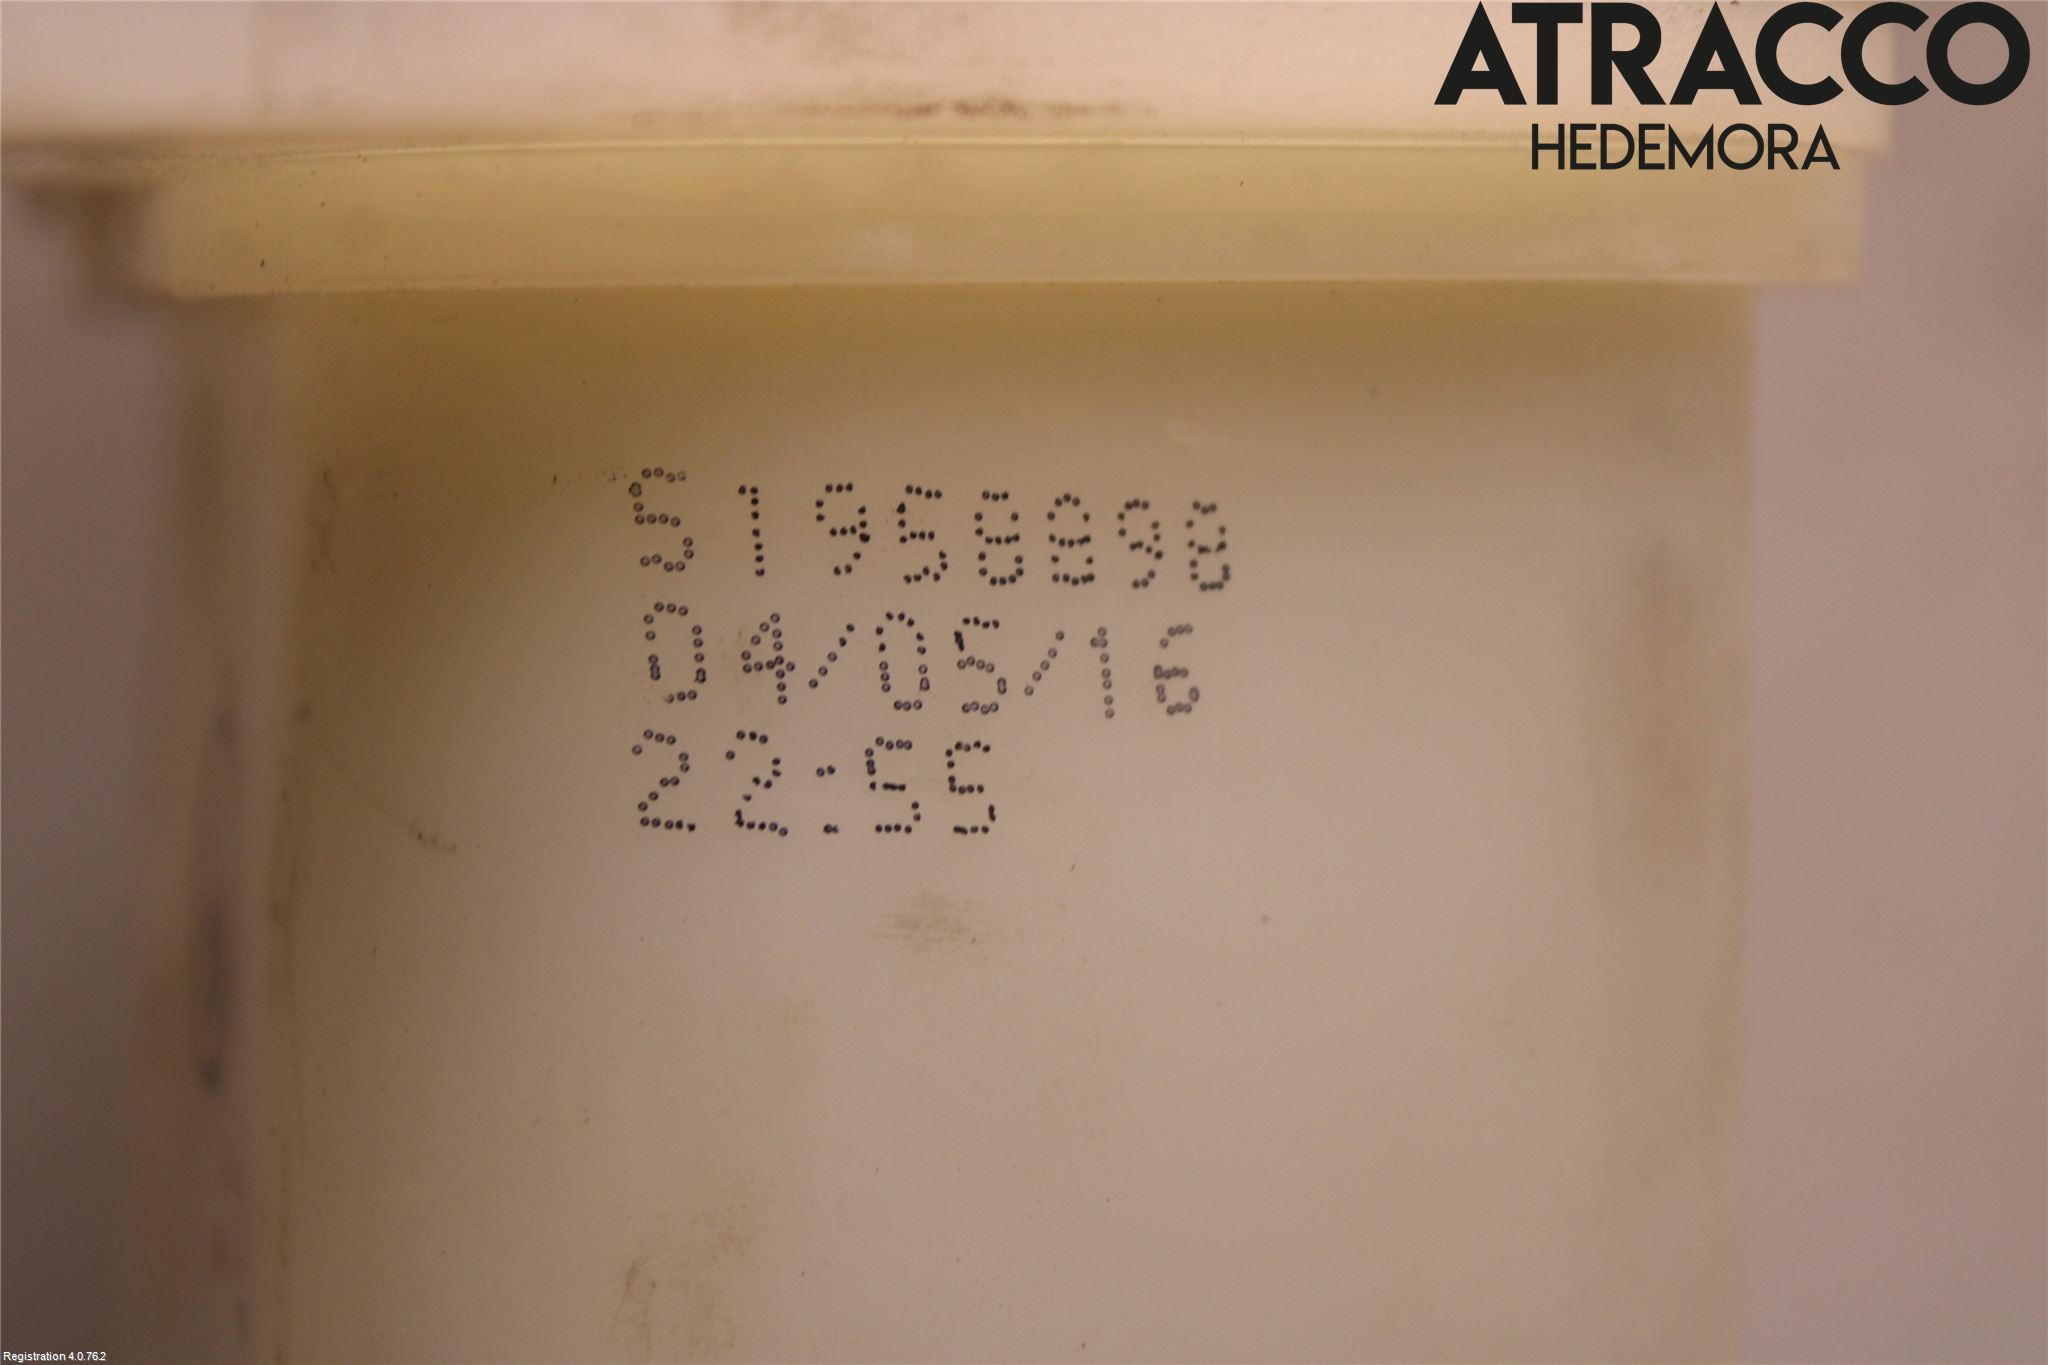 ATRACCO
HEDEMORA
51958898
04/05/16
22:55
Registration 4.0.76.2